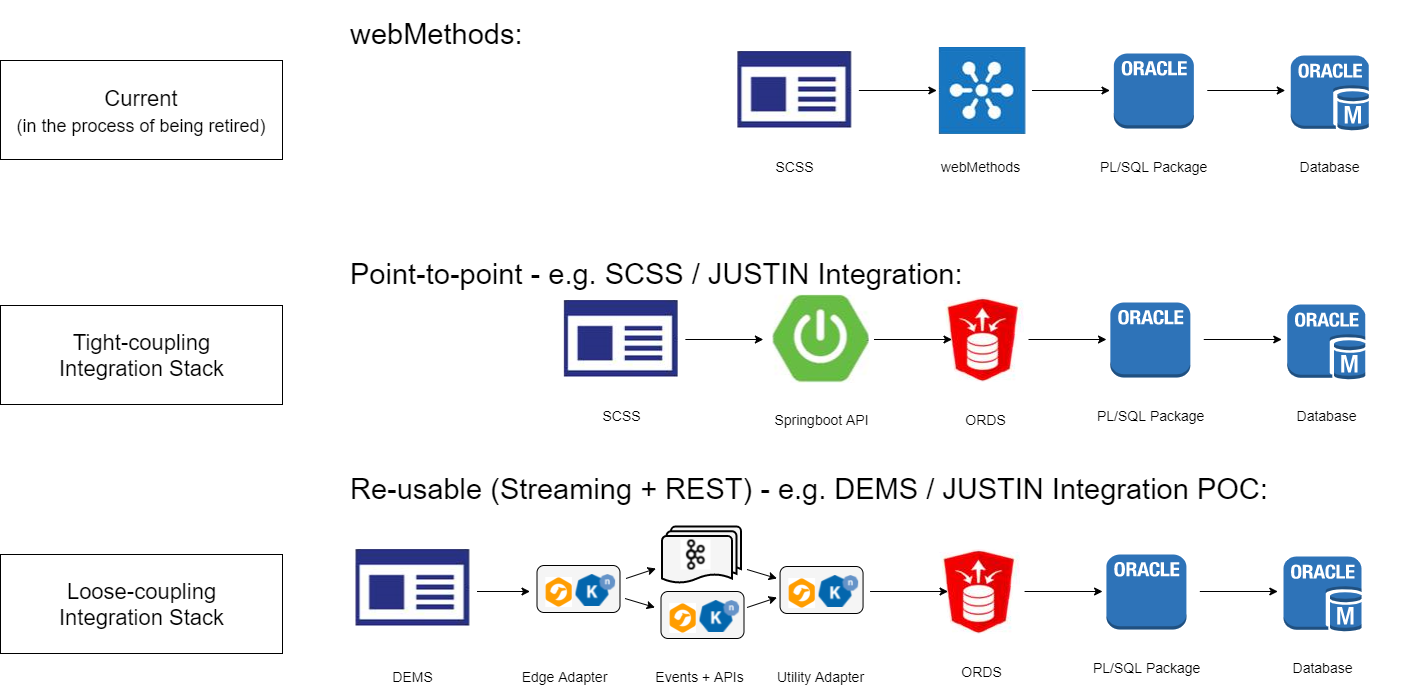 webMethods:
Current
(in the process of being retired)
ORACLE
ORACLE
M
SCSS
webMethods
PL/SQL Package
Database
Point-to-point - e.g. SCSS / JUSTIN Integration:
Tight-coupling
Integration Stack
ORACLE
ORACLE
M
SCSS
Springboot API
ORDS
PL/SQL Package
Database
Re-usable (Streaming + REST) - e.g. DEMS / JUSTIN Integration POC:
Loose-coupling
Integration Stack
K n
K n
K n
ORACLE
ORACLE
M
DEMS
Edge Adapter
Events + APIs
Utility Adapter
ORDS
PL/SQL Package
Database